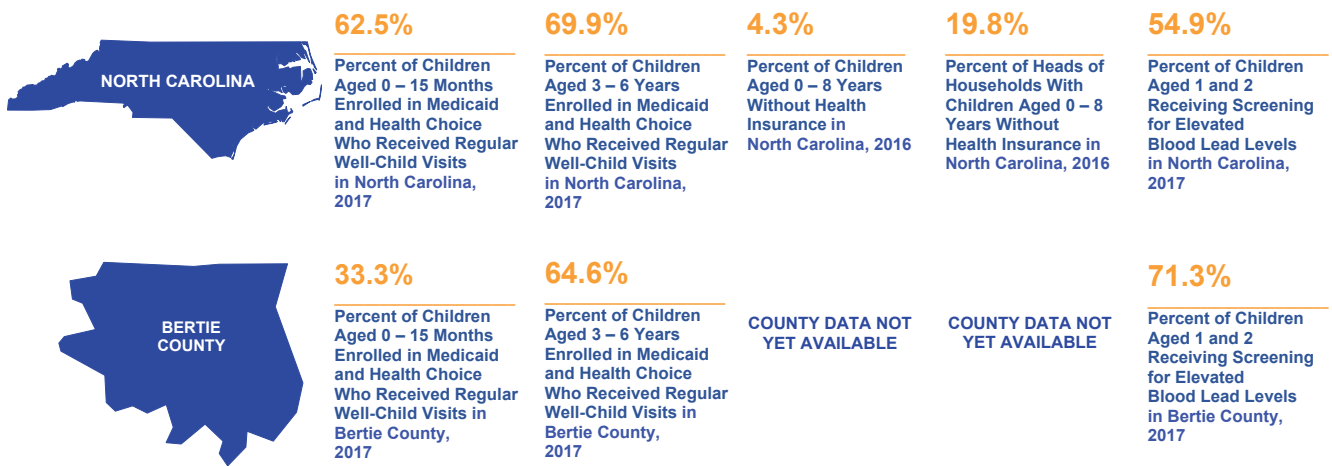 NORTH CAROLINA
62.5%
Percent of Children
Aged 0 – 15 Months
Enrolled in Medicaid
and Health Choice
Who Received Regular
Well-Child Visits
in North Carolina,
2017
69.9%
Percent of Children
Aged 3 – 6 Years
Enrolled in Medicaid
and Health Choice
Who Received Regular
Well-Child Visits
in North Carolina,
2017
4.3%
Percent of Children
Aged 0 – 8 Years
Without Health
Insurance in
North Carolina, 2016
19.8%
Percent of Heads of
Households With
Children Aged 0 – 8
Years Without
Health Insurance in
North Carolina, 2016
54.9%
Percent of Children
Aged 1 and 2
Receiving Screening
for Elevated
Blood Lead Levels
in North Carolina,
2017
BERTIE
COUNTY
33.3%
Percent of Children
Aged 0 – 15 Months
Enrolled in Medicaid
and Health Choice
Who Received Regular
Well-Child Visits in
Bertie County,
2017
64.6%
Percent of Children
Aged 3 – 6 Years
Enrolled in Medicaid
and Health Choice
Who Received Regular
Well-Child Visits in
Bertie County,
2017
COUNTY DATA NOT
YET AVAILABLE
COUNTY DATA NOT
YET AVAILABLE
71.3%
Percent of Children
Aged 1 and 2
Receiving Screening
for Elevated
Blood Lead Levels
in Bertie County,
2017